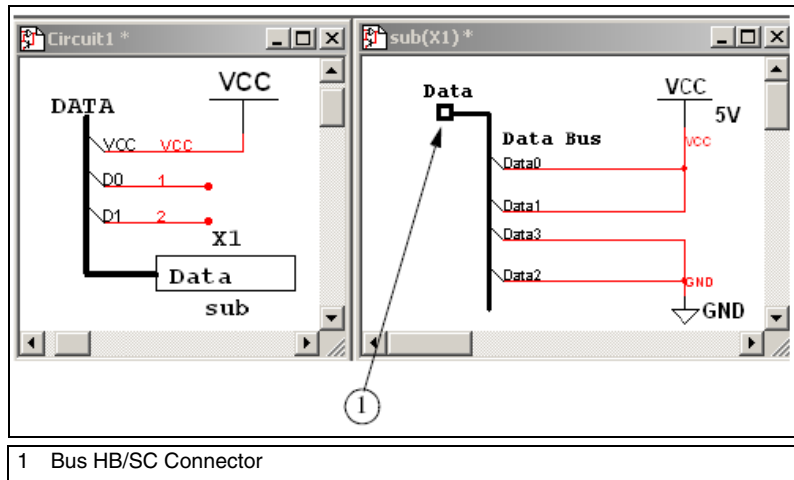 Circuit1 *
VCC
DATA
VCC VCC
D0 1
D1 2
X1
Data
sub
sub(X1) *
Data
VCC
5V
Data Bus
VCC
Data0
Data1
Data3
Data2
GND
GND
1
1 Bus HB/SC Connector